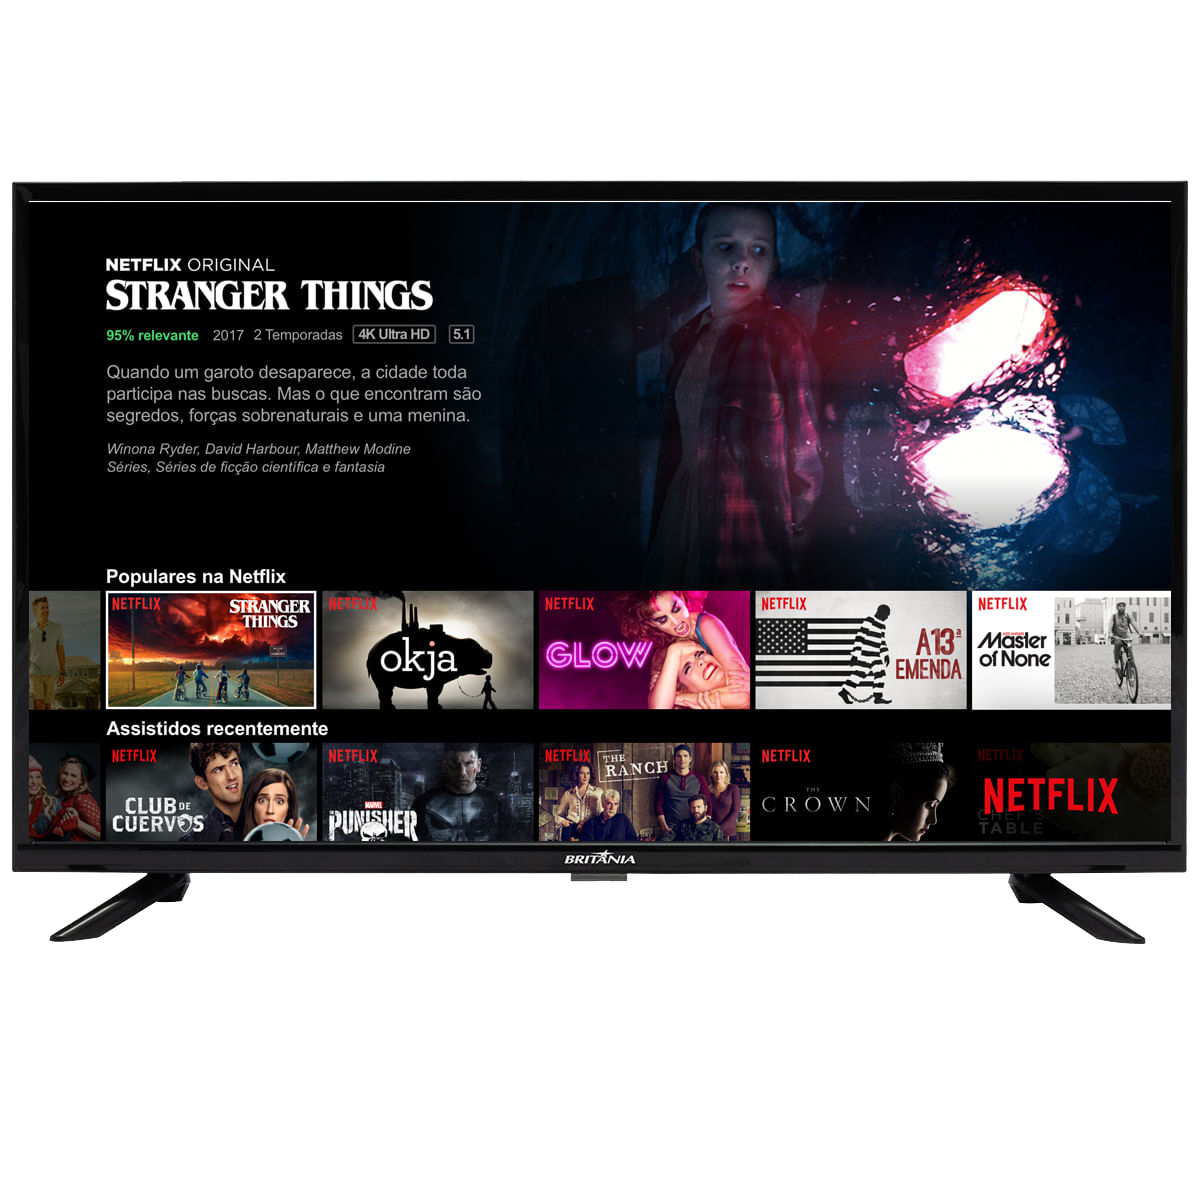 NETFLIX ORIGINAL
STRANGER THINGS
95% relevante 2017 2 Temporadas 4K Ultra HD 5.1
Quando um garoto desaparece, a cidade toda
participa nas buscas. Mas o que encontram são
segredos, forças sobrenaturais e uma menina.
Winona Ryder, David Harbour, Matthew Modine
Séries, Séries de ficção científica e fantasia
Populares na Netflix
NETFLIX
STRANGER
THINGS
NETFLIX
okja
NETFLIX
GLOW
NETFLIX
A13ª
EMENDA
NETFLIX
Master
of None
Assistidos recentemente
NETFLIX
CLUB DE
CUERVOS
NETFLIX
MARVEL
PUNISHER
NETFLIX
THE
RANCH
NETFLIX
THE
CROWN
NETFLIX
NETFLIX
CHEF'S
TABLE
BRITÂNIA